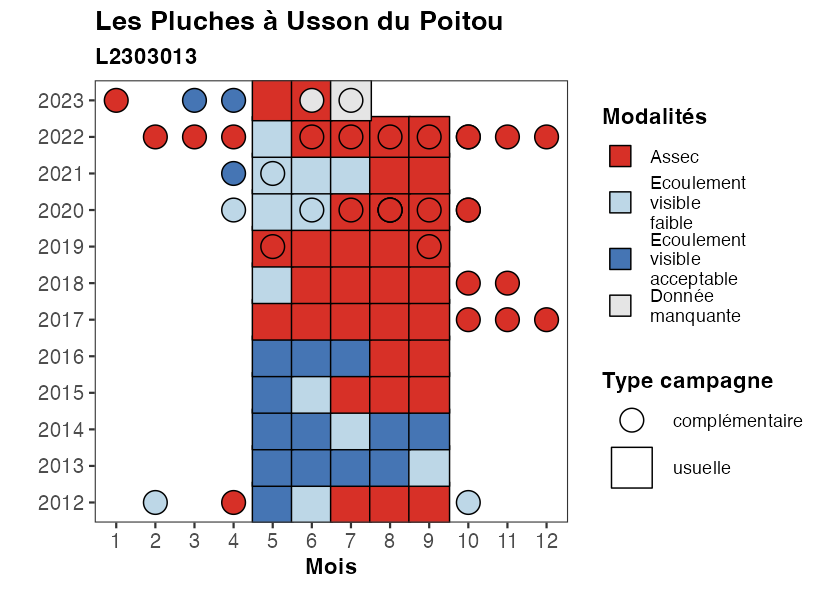 Les Pluches à Usson du Poitou
L2303013
2023
2022
2021
2020
2019
2018
2017
2016
2015
2014
2013
2012
1 2 3 4 5 6 7 8 9 10 11 12
Mois
Modalités
Assec
Ecoulement
visible
faible
Ecoulement
visible
acceptable
Donnée
manquante
Type campagne
complémentaire
usuelle